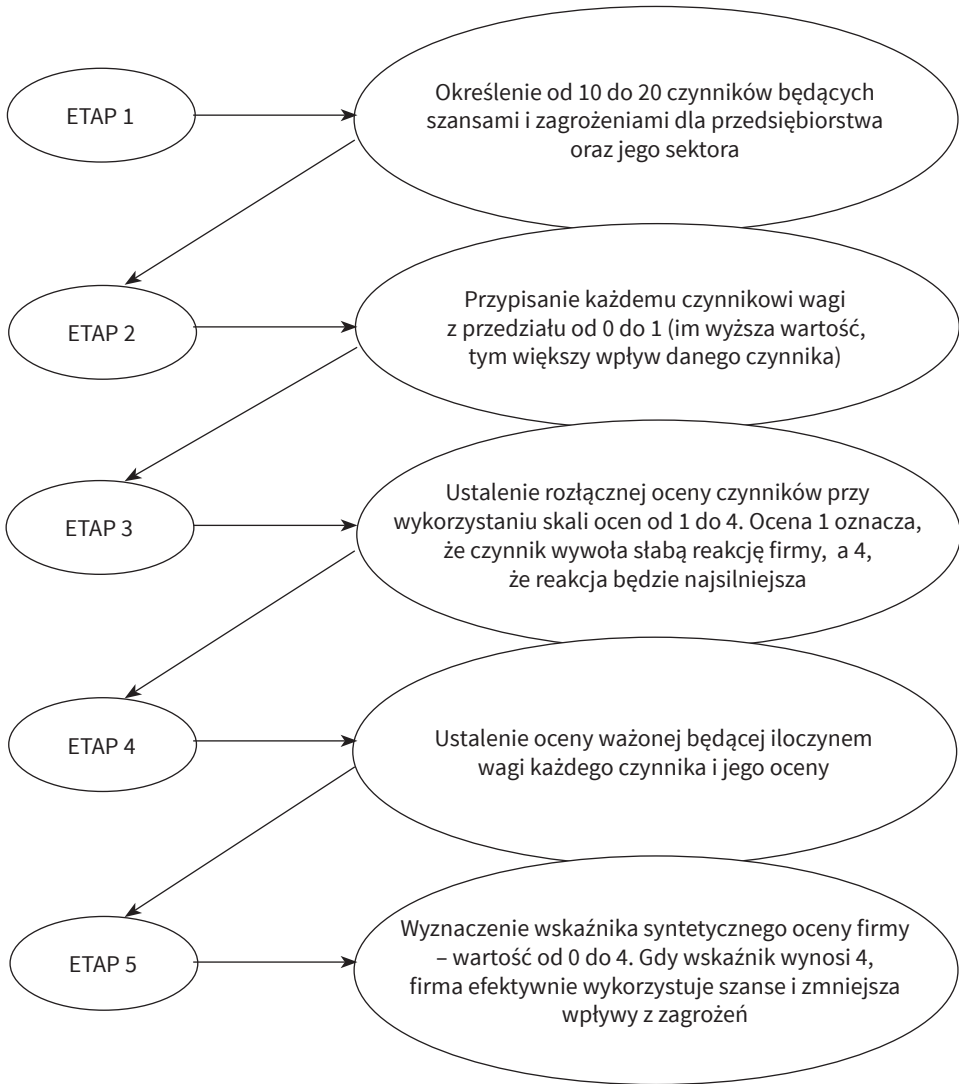 ETAP 1
Określenie od 10 do 20 czynników będących
szansami i zagrożeniami dla przedsiębiorstwa
oraz jego sektora
ETAP 2
Przypisanie każdemu czynnikowi wagi
z przedziału od 0 do 1 (im wyższa wartość,
tym większy wpływ danego czynnika)
ETAP 3
Ustalenie rozłącznej oceny czynników przy
wykorzystaniu skali ocen od 1 do 4. Ocena 1 oznacza,
że czynnik wywoła słabą reakcję firmy, a 4,
że reakcja będzie najsilniejsza
ETAP 4
Ustalenie oceny ważonej będącej iloczynem
wagi każdego czynnika i jego oceny
ETAP 5
Wyznaczenie wskaźnika syntetycznego oceny firmy
– wartość od 0 do 4. Gdy wskaźnik wynosi 4,
firma efektywnie wykorzystuje szanse i zmniejsza
wpływy z zagrożeń